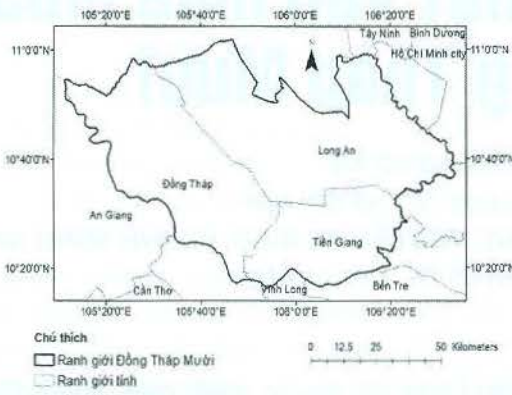 105°20'0"E 105°40'0"E 106°0'0"E 106°20'0"E
Tây Ninh Bình Dương
11°0'0"N 11°0'0"N
Hồ Chí Minh city
Long An
10°40'0"N 10°40'0"N
Đồng Tháp
An Giang
Tiền Giang
10°20'0"N 10°20'0"N
Cần Thơ Vĩnh Long Bến Tre
105°20'0"E 105°40'0"E 106°0'0"E 106°20'0"E
Chú thích
Ranh giới Đồng Tháp Mười
Ranh giới tỉnh
0 12.5 25 50 Kilometers